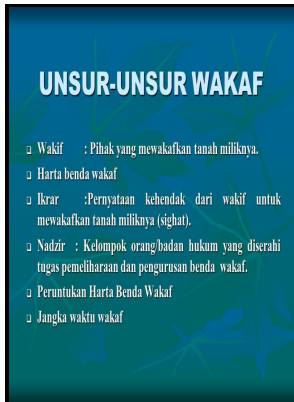 UNSUR-UNSUR WAKAF
❑ Wakif : Pihak yang mewakafkan tanah miliknya.
❑ Harta benda wakaf
❑ Ikrar :Pernyataan kehendak dari wakif untuk
mewakafkan tanah miliknya (sighat).
❑ Nadzir : Kelompok orang/badan hukum yang diserahi
tugas pemeliharaan dan pengurusan benda wakaf.
❑ Peruntukan Harta Benda Wakaf
❑ Jangka waktu wakaf